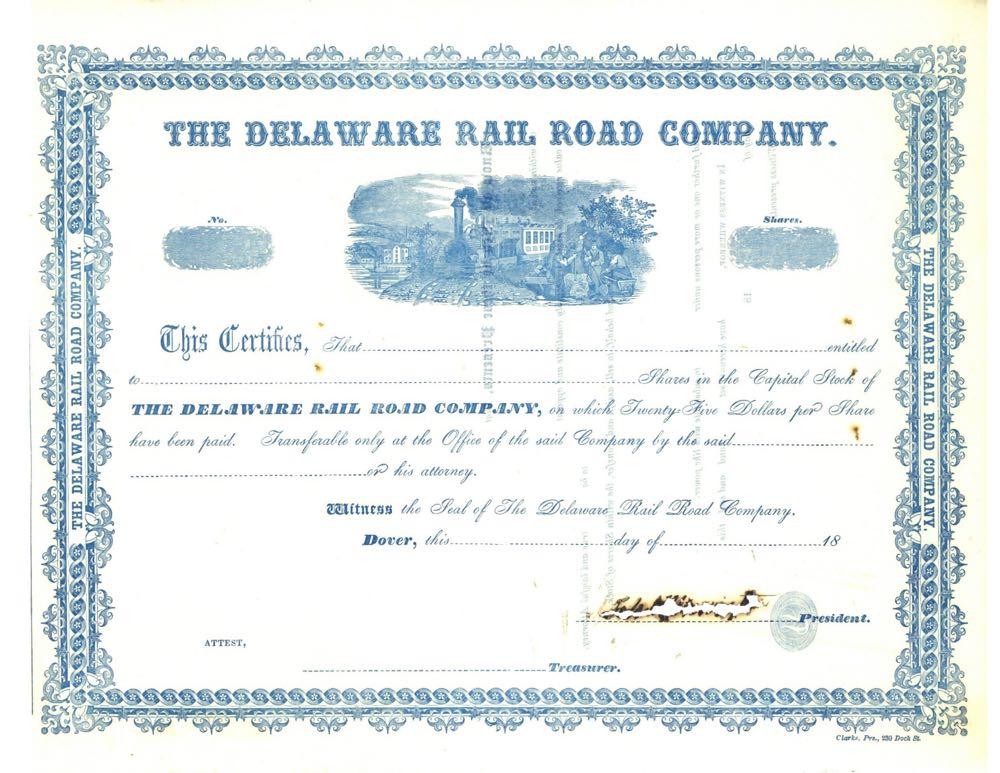 THE DELAWARE RAIL ROAD COMPANY.
No.
Shares.
This Certifies, That entitled
to Shares in the Capital Stock of
THE DELAWARE RAIL ROAD COMPANY, on which Twenty-Five Dollars per Share
have been paid. Transferable only at the Office of the said Company by the said
or his attorney.
Witness the Seal of The Delaware Rail Road Company.
Dover, this day of 18
President.
ATTEST,
Treasurer.
THE DELAWARE RAIL ROAD COMPANY.
THE DELAWARE RAIL ROAD COMPANY.
Clarke, Prs., 230 Dock St.